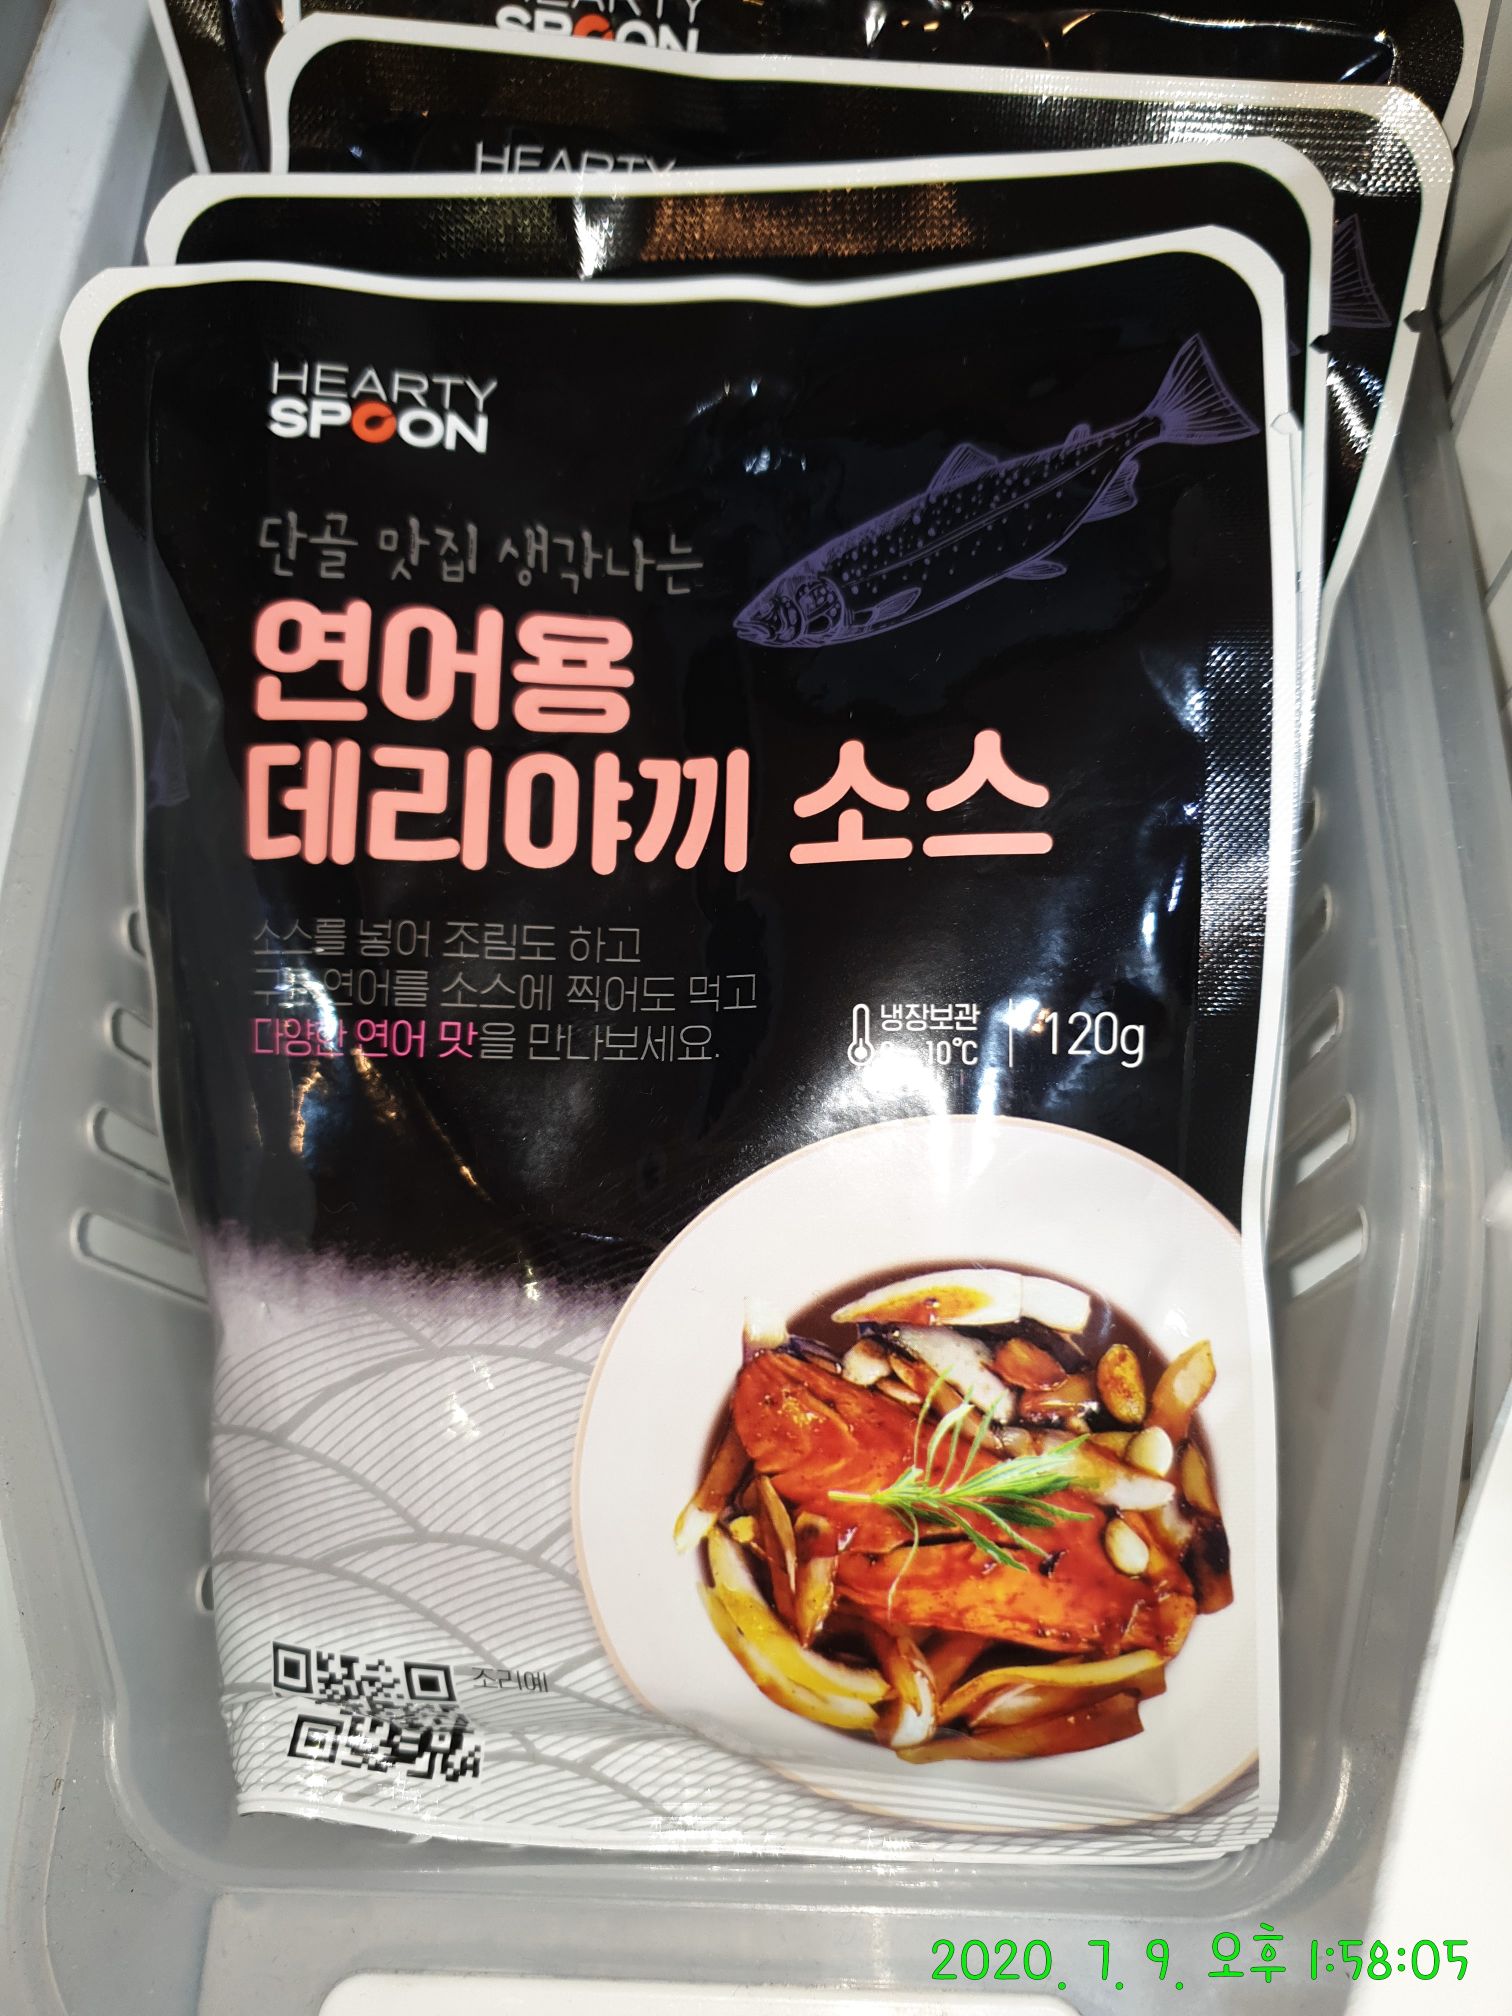 HEARTY
SPOON
HEARTY
HEARTY
SPOON
단골 맛집 생각나는
연어용
데리야끼 소스
소스를 넣어 조림도 하고
연어를 소스에 찍어도 먹고
다양한 연어 맛을 만나보세요.
냉장보관
10℃
120g
조리예
2020. 7. 9. 오후 1:58:05